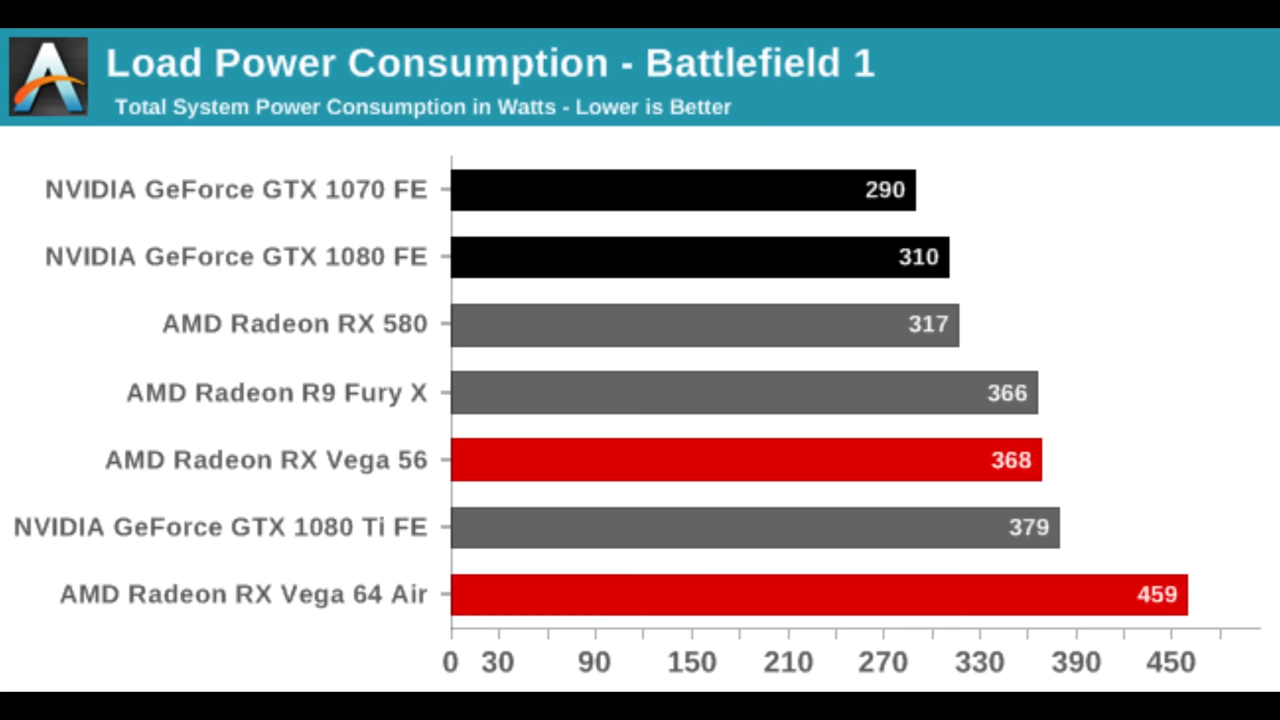 Load Power Consumption - Battlefield 1
Total System Power Consumption in Watts - Lower is Better
NVIDIA GeForce GTX 1070 FE 290
NVIDIA GeForce GTX 1080 FE 310
AMD Radeon RX 580 317
AMD Radeon R9 Fury X 366
AMD Radeon RX Vega 56 368
NVIDIA GeForce GTX 1080 Ti FE 379
AMD Radeon RX Vega 64 Air 459
0 30 90 150 210 270 330 390 450